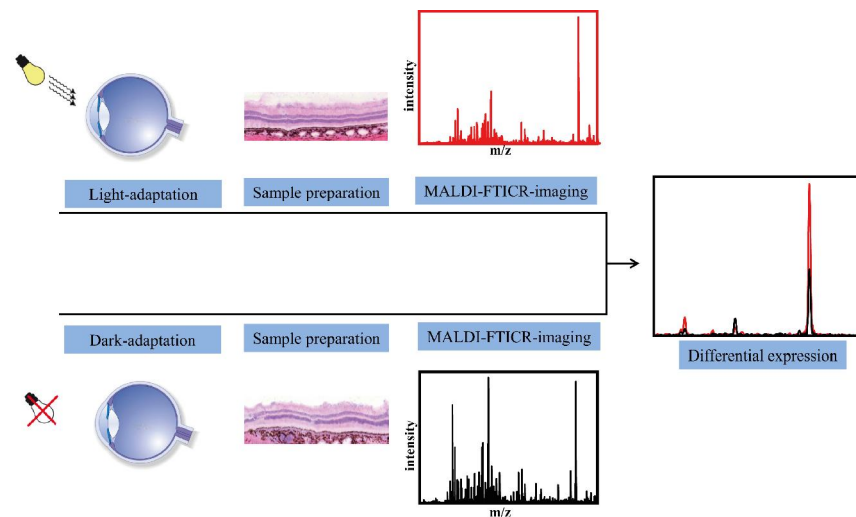 intensity
m/z
Light-adaptation
Sample preparation
MALDI-FTICR-imaging
Dark-adaptation
Sample preparation
MALDI-FTICR-imaging
Differential expression
intensity
m/z